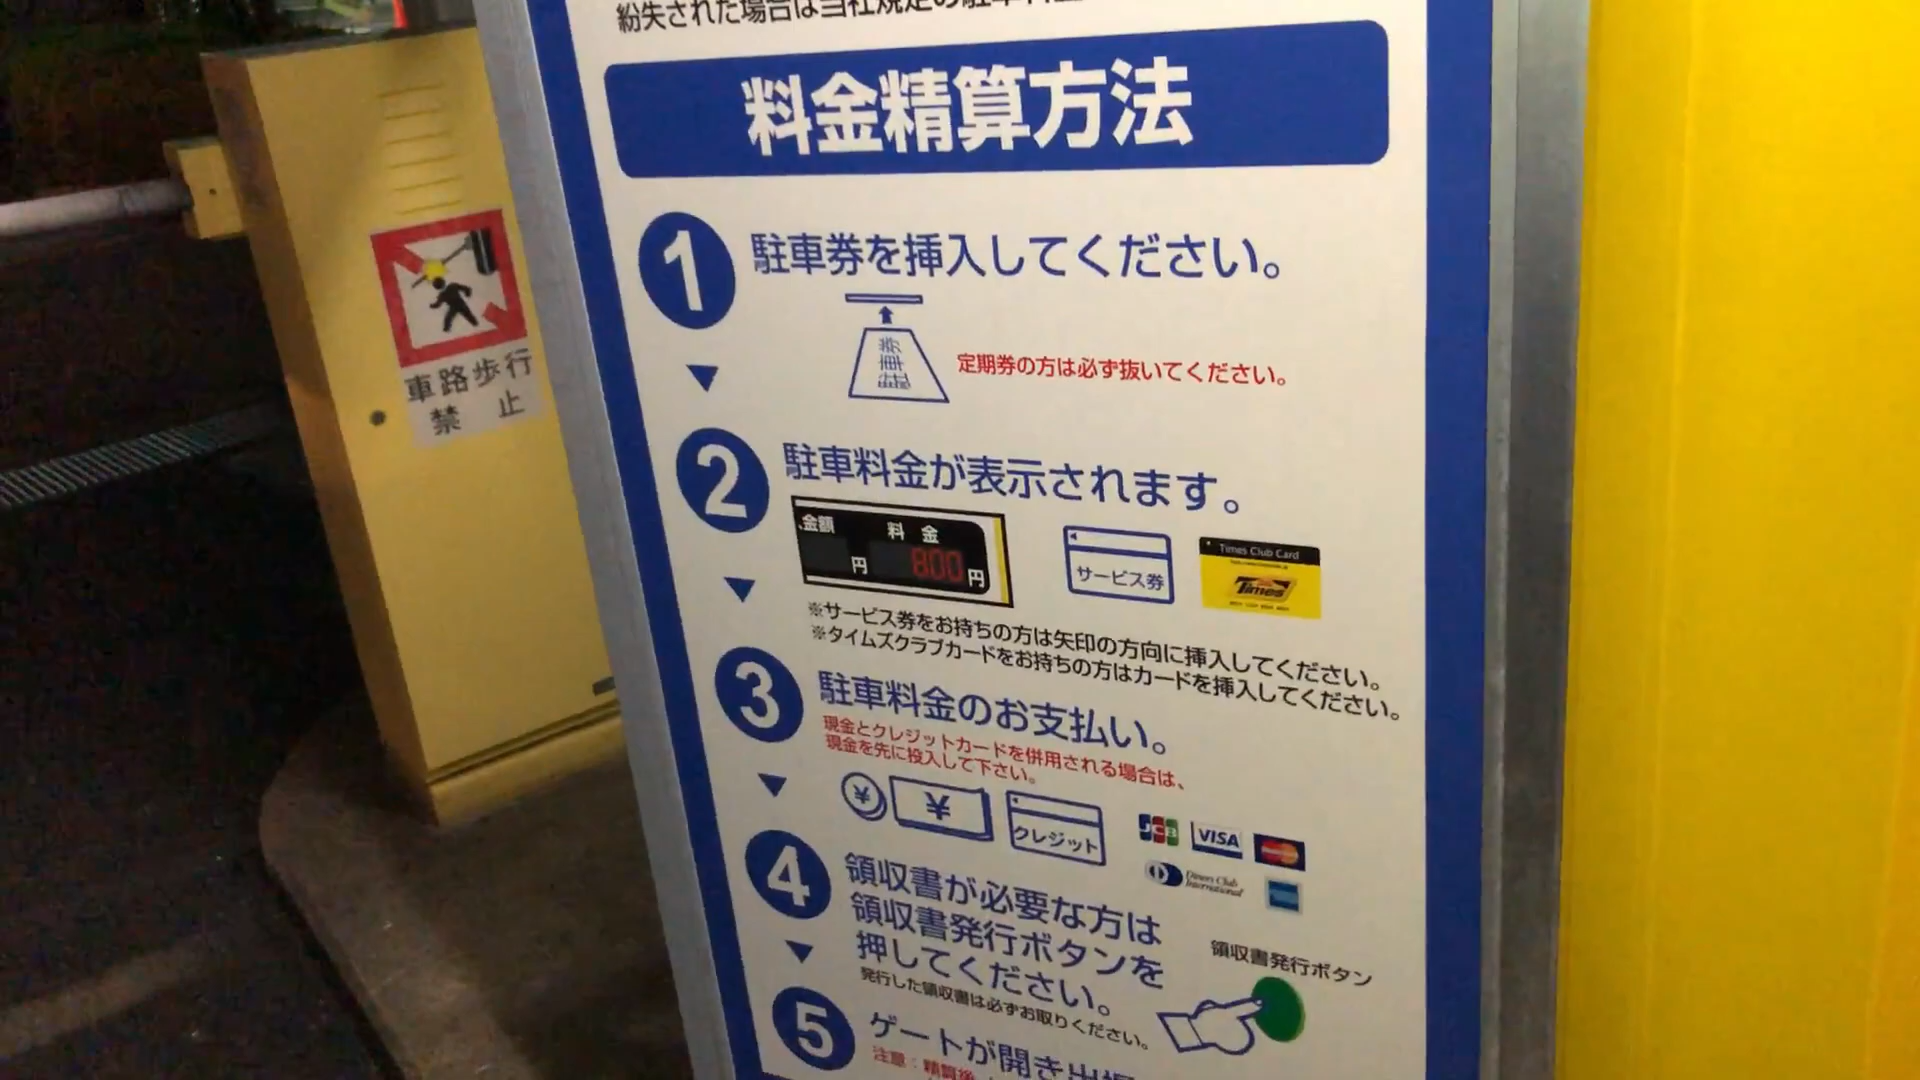 紛失された場合は当社規定の駐車料金
料金精算方法
1 駐車券を挿入してください。
駐車券
定期券の方は必ず抜いてください。
車路歩行
禁 止
2 駐車料金が表示されます。
金額 料 金
円 800円
サービス券
Times Club Card
Times
※サービス券をお持ちの方は矢印の方向に挿入してください。
※タイムズクラブカードをお持ちの方はカードを挿入してください。
3 駐車料金のお支払い。
現金とクレジットカードを併用される場合は、
現金を先に投入して下さい。
¥ ¥ クレジット
JCB VISA
Diners Club
International
4 領収書が必要な方は
領収書発行ボタンを
押してください。
発行した領収書は必ずお取りください。
領収書発行ボタン
5 ゲートが開き出
注意：精算後